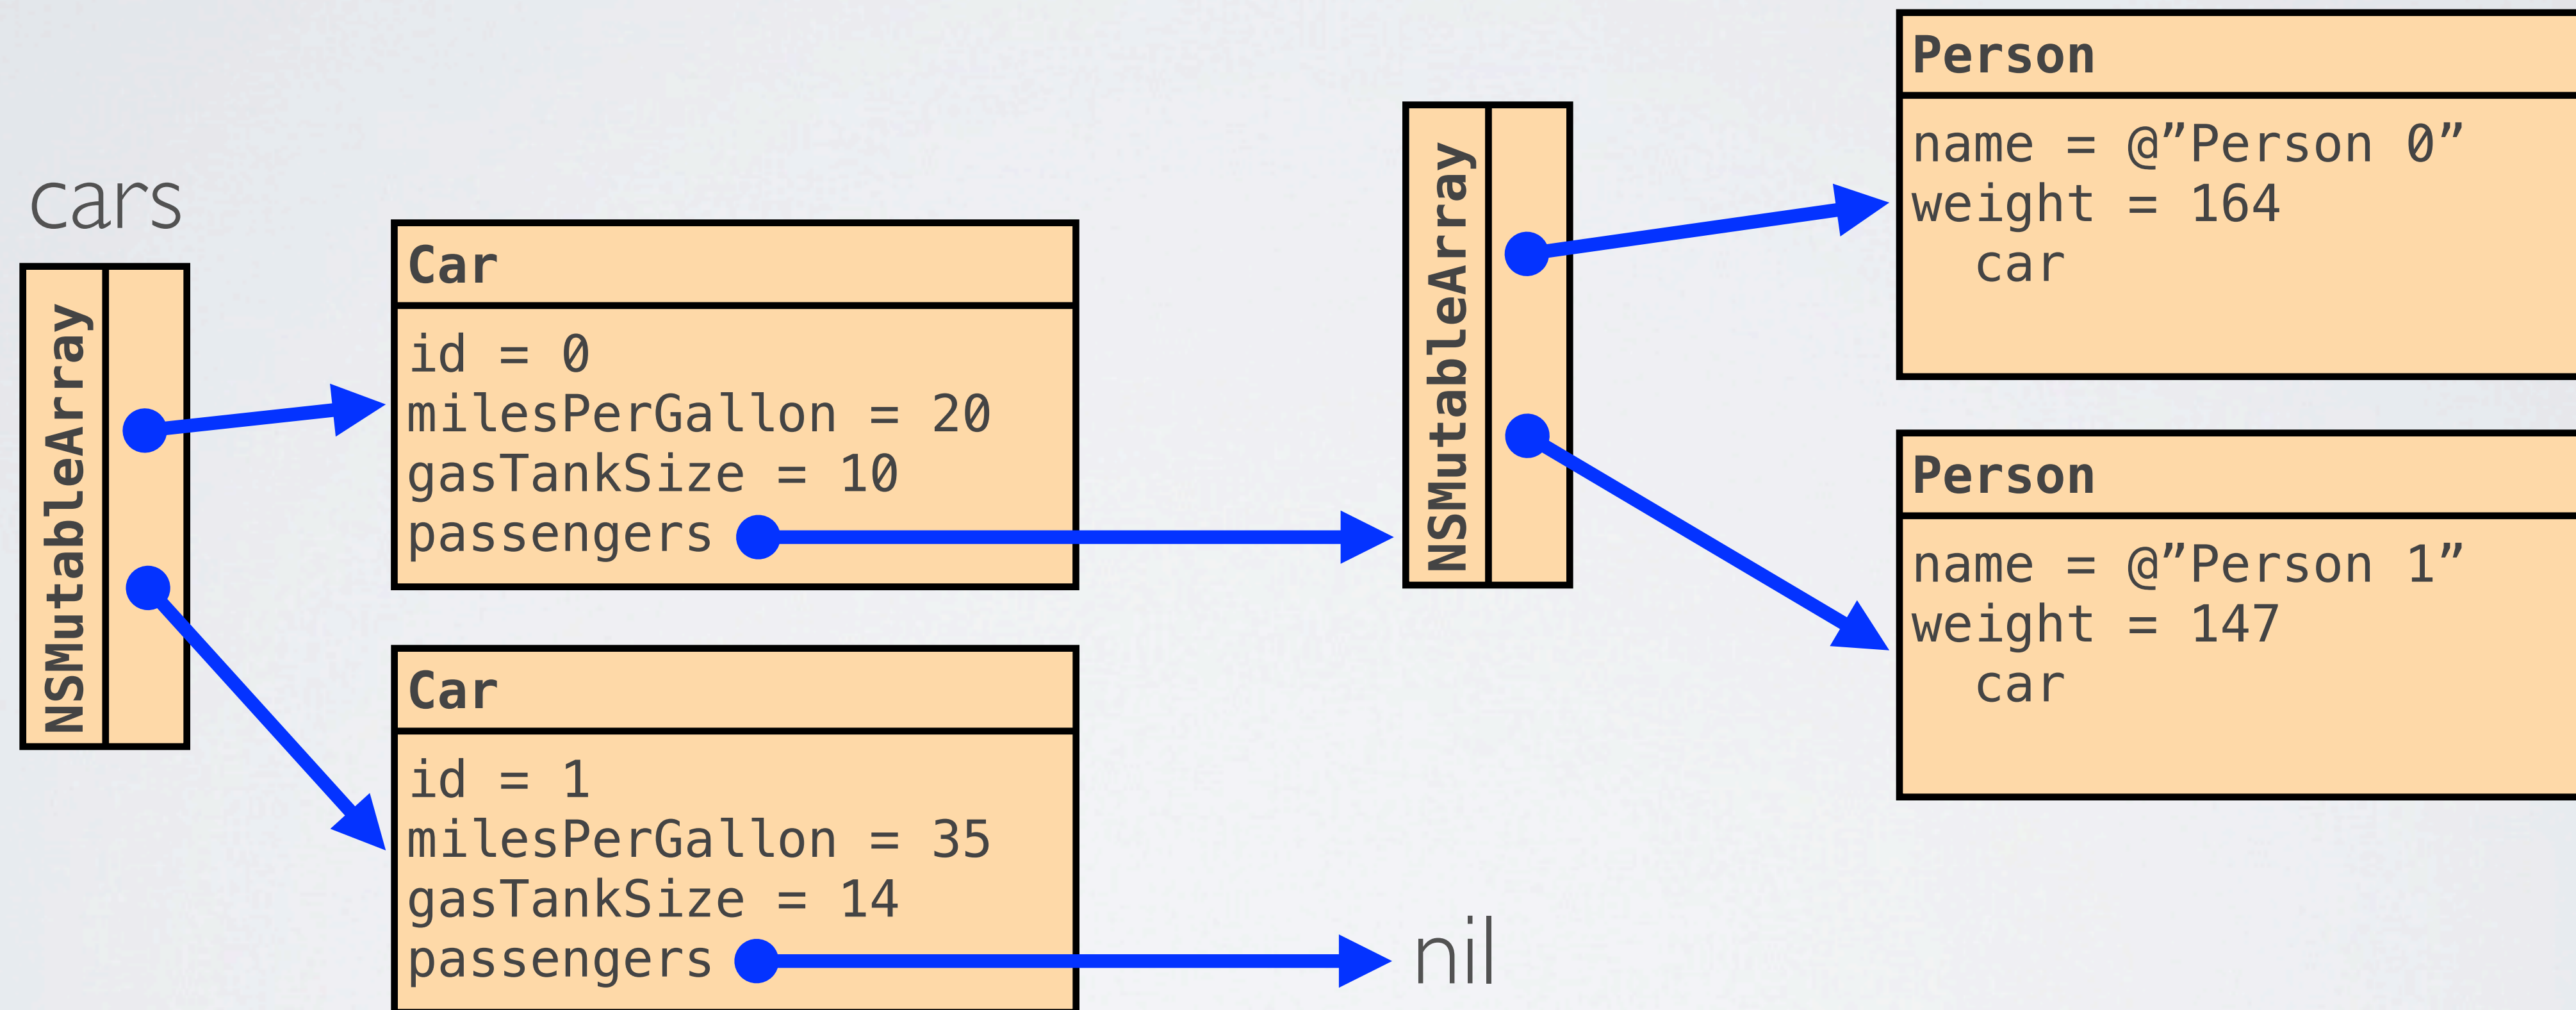 cars
NSMutableArray
Car
id = 0
milesPerGallon = 20
gasTankSize = 10
passengers
Car
id = 1
milesPerGallon = 35
gasTankSize = 14
passengers
NSMutableArray
nil
Person
name = @”Person 0”
weight = 164
car
Person
name = @”Person 1”
weight = 147
car